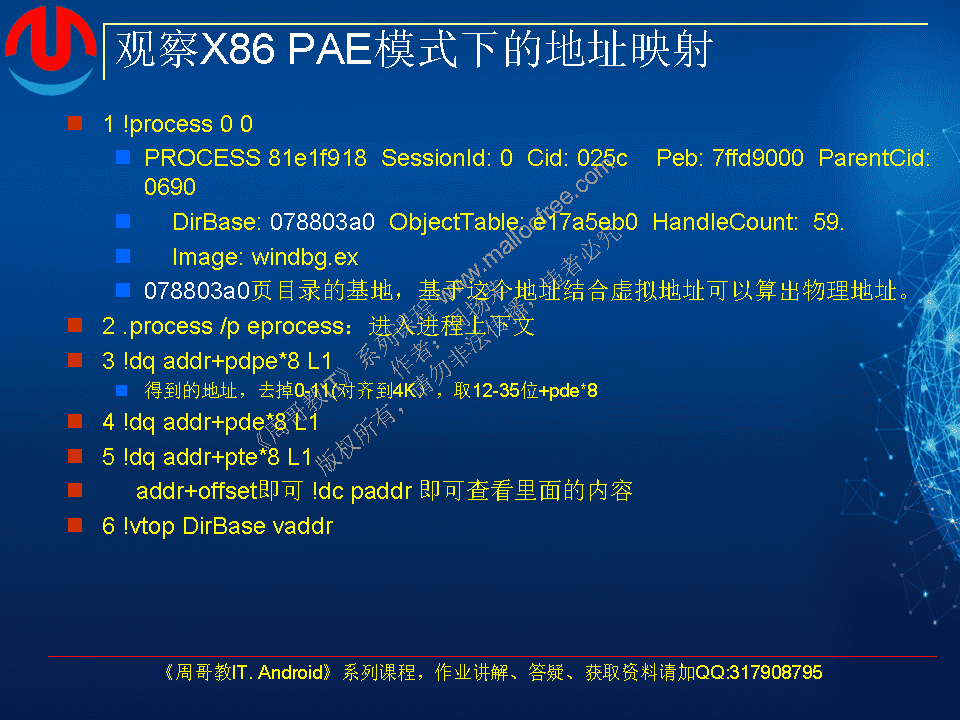 观察X86 PAE模式下的地址映射
1 !process 0 0
PROCESS 81e1f918 SessionId: 0 Cid: 025c Peb: 7ffd9000 ParentCid:
0690
DirBase: 078803a0 ObjectTable: e17a5eb0 HandleCount: 59.
Image: windbg.ex
078803a0页目录的基地，基于这个地址结合虚拟地址可以算出物理地址。
2 .process /p eprocess：进入进程上下文
3 !dq addr+pdpe*8 L1
得到的地址，去掉0-11(对齐到4K），取12-35位+pde*8
4 !dq addr+pde*8 L1
5 !dq addr+pte*8 L1
addr+offset即可 !dc paddr 即可查看里面的内容
6 !vtop DirBase vaddr
《周哥教IT》系列课程 www.mallocfree.com
作者：周扬荣
版权所有，请勿非法传播，违者必究
《周哥教IT. Android》系列课程，作业讲解、答疑、获取资料请加QQ:317908795